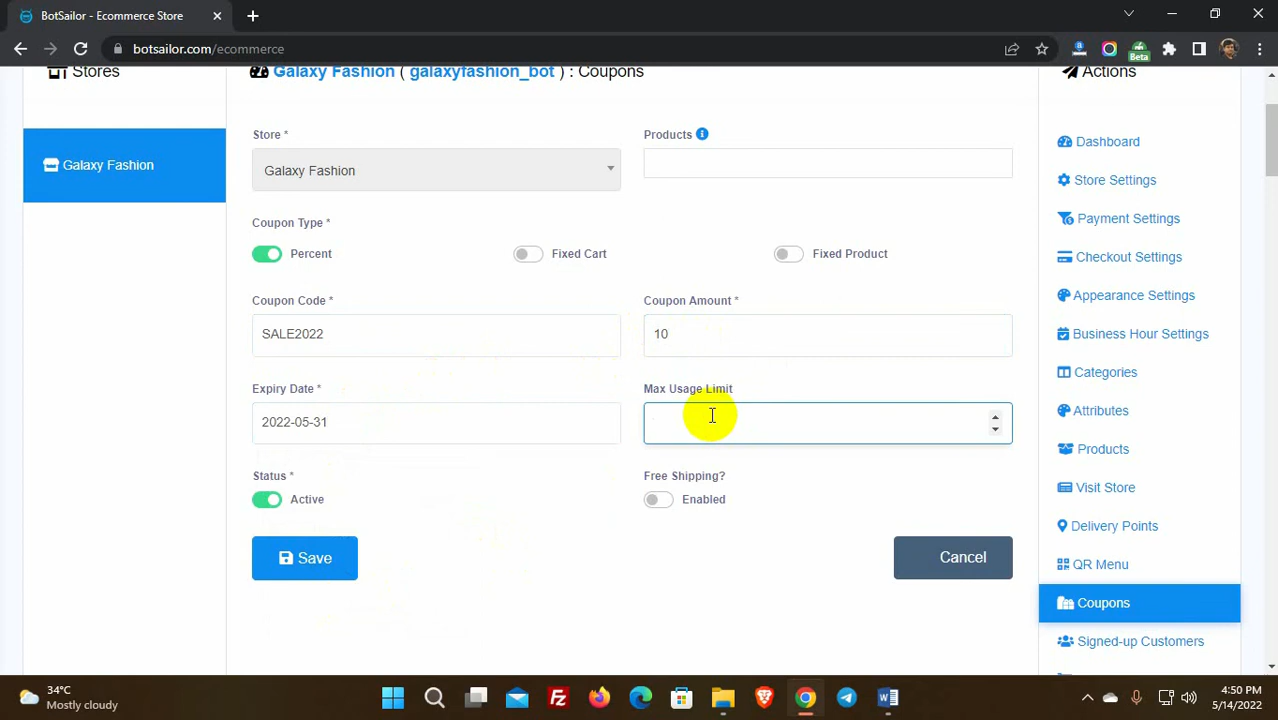 BotSailor - Ecommerce Store
botsailor.com/ecommerce
Beta
Stores
Galaxy Fashion ( galaxyfashion_bot ) : Coupons
Actions
Galaxy Fashion
Store *
Products
Galaxy Fashion
Coupon Type *
Percent
Fixed Cart
Fixed Product
Coupon Code *
Coupon Amount *
SALE2022
10
Expiry Date *
Max Usage Limit
2022-05-31
Status *
Free Shipping?
Active
Enabled
Save
Cancel
Dashboard
Store Settings
Payment Settings
Checkout Settings
Appearance Settings
Business Hour Settings
Categories
Attributes
Products
Visit Store
Delivery Points
QR Menu
Coupons
Signed-up Customers
34°C
Mostly cloudy
4:50 PM
5/14/2022